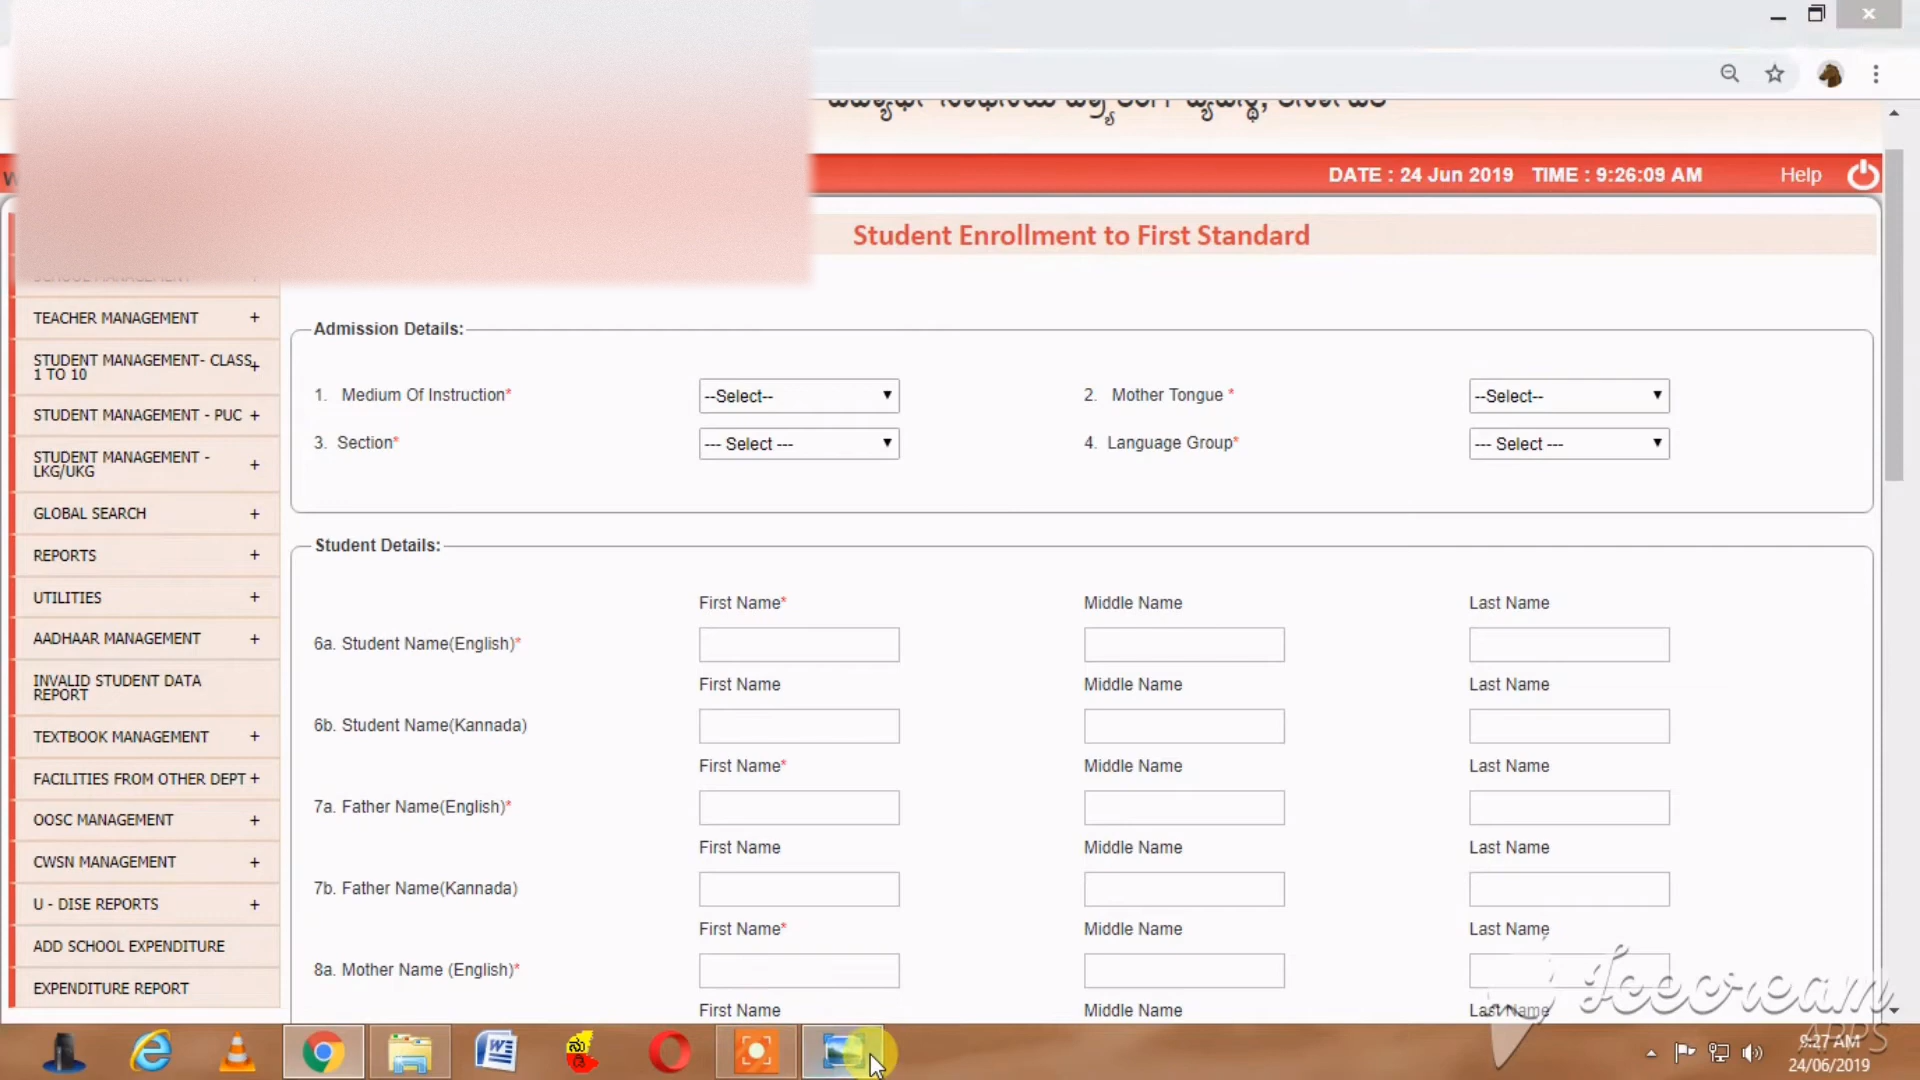 DATE : 24 Jun 2019 TIME : 9:26:09 AM Help
Student Enrollment to First Standard
TEACHER MANAGEMENT +
STUDENT MANAGEMENT- CLASS 
1 TO 10 +
STUDENT MANAGEMENT - PUC +
STUDENT MANAGEMENT -
LKG/UKG +
GLOBAL SEARCH +
REPORTS +
UTILITIES +
AADHAAR MANAGEMENT +
INVALID STUDENT DATA
REPORT
TEXTBOOK MANAGEMENT +
FACILITIES FROM OTHER DEPT +
OOSC MANAGEMENT +
CWSN MANAGEMENT +
U - DISE REPORTS +
ADD SCHOOL EXPENDITURE
EXPENDITURE REPORT
Admission Details:
1. Medium Of Instruction* --Select-- 2. Mother Tongue * --Select--
3. Section* --- Select --- 4. Language Group* --- Select ---
Student Details:
First Name* Middle Name Last Name
6a. Student Name(English)*
First Name Middle Name Last Name
6b. Student Name(Kannada)
First Name* Middle Name Last Name
7a. Father Name(English)*
First Name Middle Name Last Name
7b. Father Name(Kannada)
First Name* Middle Name Last Name
8a. Mother Name (English)*
First Name Middle Name Last Name
Icecream
APPS
9:27 AM
24/06/2019